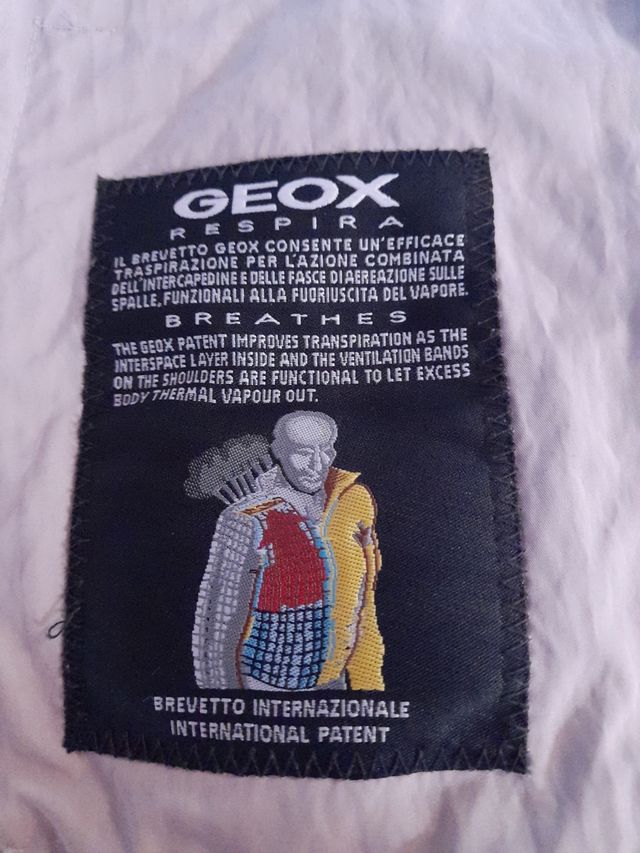 GEOX
RESPIRA
IL BREVETTO GEOX CONSENTE UN'EFFICACE
TRASPIRAZIONE PER L'AZIONE COMBINATA
DELL'INTERCAPEDINE E DELLE FASCE DI AEREAZIONE SULLE
SPALLE, FUNZIONALI ALLA FUORIUSCITA DEL VAPORE.
BREATHES
THE GEOX PATENT IMPROVES TRANSPIRATION AS THE
INTERSPACE LAYER INSIDE AND THE VENTILATION BANDS
ON THE SHOULDERS ARE FUNCTIONAL TO LET EXCESS
BODY THERMAL VAPOUR OUT.
BREVETTO INTERNAZIONALE
INTERNATIONAL PATENT